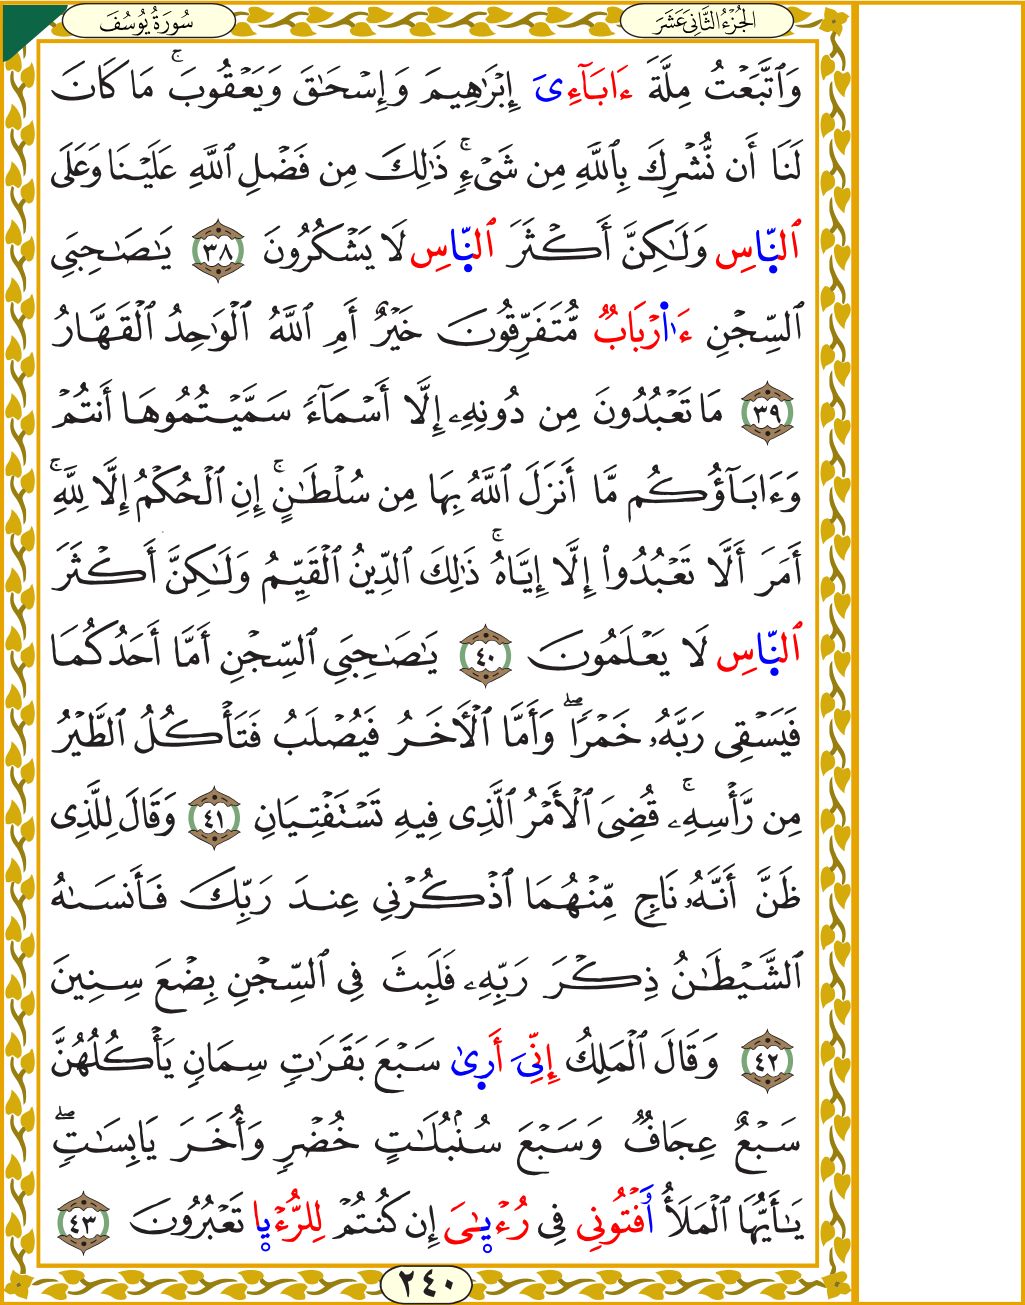 الجُزْءُ الثَّانِي عَشَرَ
سُورَةُ يُوسُفَ
وَٱتَّبَعۡتُ مِلَّةَ ءَابَآءِيَ إِبۡرَٰهِيمَ وَإِسۡحَٰقَ وَيَعۡقُوبَۚ مَا كَانَ
لَنَا أَن نُّشۡرِكَ بِٱللَّهِ مِن شَيۡءٖۚ ذَٰلِكَ مِن فَضۡلِ ٱللَّهِ عَلَيۡنَا وَعَلَى
ٱلنَّاسِ وَلَٰكِنَّ أَكۡثَرَ ٱلنَّاسِ لَا يَشۡكُرُونَ ٣٨ يَٰصَٰحِبَيِ
ٱلسِّجۡنِ ءَا۬رۡبَابٞ مُّتَفَرِّقُونَ خَيۡرٌ أَمِ ٱللَّهُ ٱلۡوَٰحِدُ ٱلۡقَهَّارُ
٣٩ مَا تَعۡبُدُونَ مِن دُونِهِۦ إِلَّا أَسۡمَآءٗ سَمَّيۡتُمُوهَا أَنتُمۡ
وَءَابَآؤُكُم مَّا أَنزَلَ ٱللَّهُ بِهَا مِن سُلۡطَٰنٍۚ إِنِ ٱلۡحُكۡمُ إِلَّا لِلَّهِۚ
أَمَرَ أَلَّا تَعۡبُدُواْ إِلَّا إِيَّاهُۚ ذَٰلِكَ ٱلدِّينُ ٱلۡقَيِّمُ وَلَٰكِنَّ أَكۡثَرَ
ٱلنَّاسِ لَا يَعۡلَمُونَ ٤٠ يَٰصَٰحِبَيِ ٱلسِّجۡنِ أَمَّا أَحَدُكُمَا
فَيَسۡقِي رَبَّهُۥ خَمۡرٗاۖ وَأَمَّا ٱلۡأٓخَرُ فَيُصۡلَبُ فَتَأۡكُلُ ٱلطَّيۡرُ
مِن رَّأۡسِهِۦۚ قُضِيَ ٱلۡأَمۡرُ ٱلَّذِي فِيهِ تَسۡتَفۡتِيَانِ ٤١ وَقَالَ لِلَّذِي
ظَنَّ أَنَّهُۥ نَاجٖ مِّنۡهُمَا ٱذۡكُرۡنِي عِندَ رَبِّكَ فَأَنسَىٰهُ
ٱلشَّيۡطَٰنُ ذِكۡرَ رَبِّهِۦ فَلَبِثَ فِي ٱلسِّجۡنِ بِضۡعَ سِنِينَ
٤٢ وَقَالَ ٱلۡمَلِكُ إِنِّيَ أَرِىٰ سَبۡعَ بَقَرَٰتٖ سِمَانٖ يَأۡكُلُهُنَّ
سَبۡعٌ عِجَافٞ وَسَبۡعَ سُنۢبُلَٰتٍ خُضۡرٖ وَأُخَرَ يَابِسَٰتٖۖ
يَٰأَيُّهَا ٱلۡمَلَأُ وَفۡتُونِي فِي رُءۡيَٰيَ إِن كُنتُمۡ لِلرُّءۡيَا تَعۡبُرُونَ ٤٣
٢٤٠